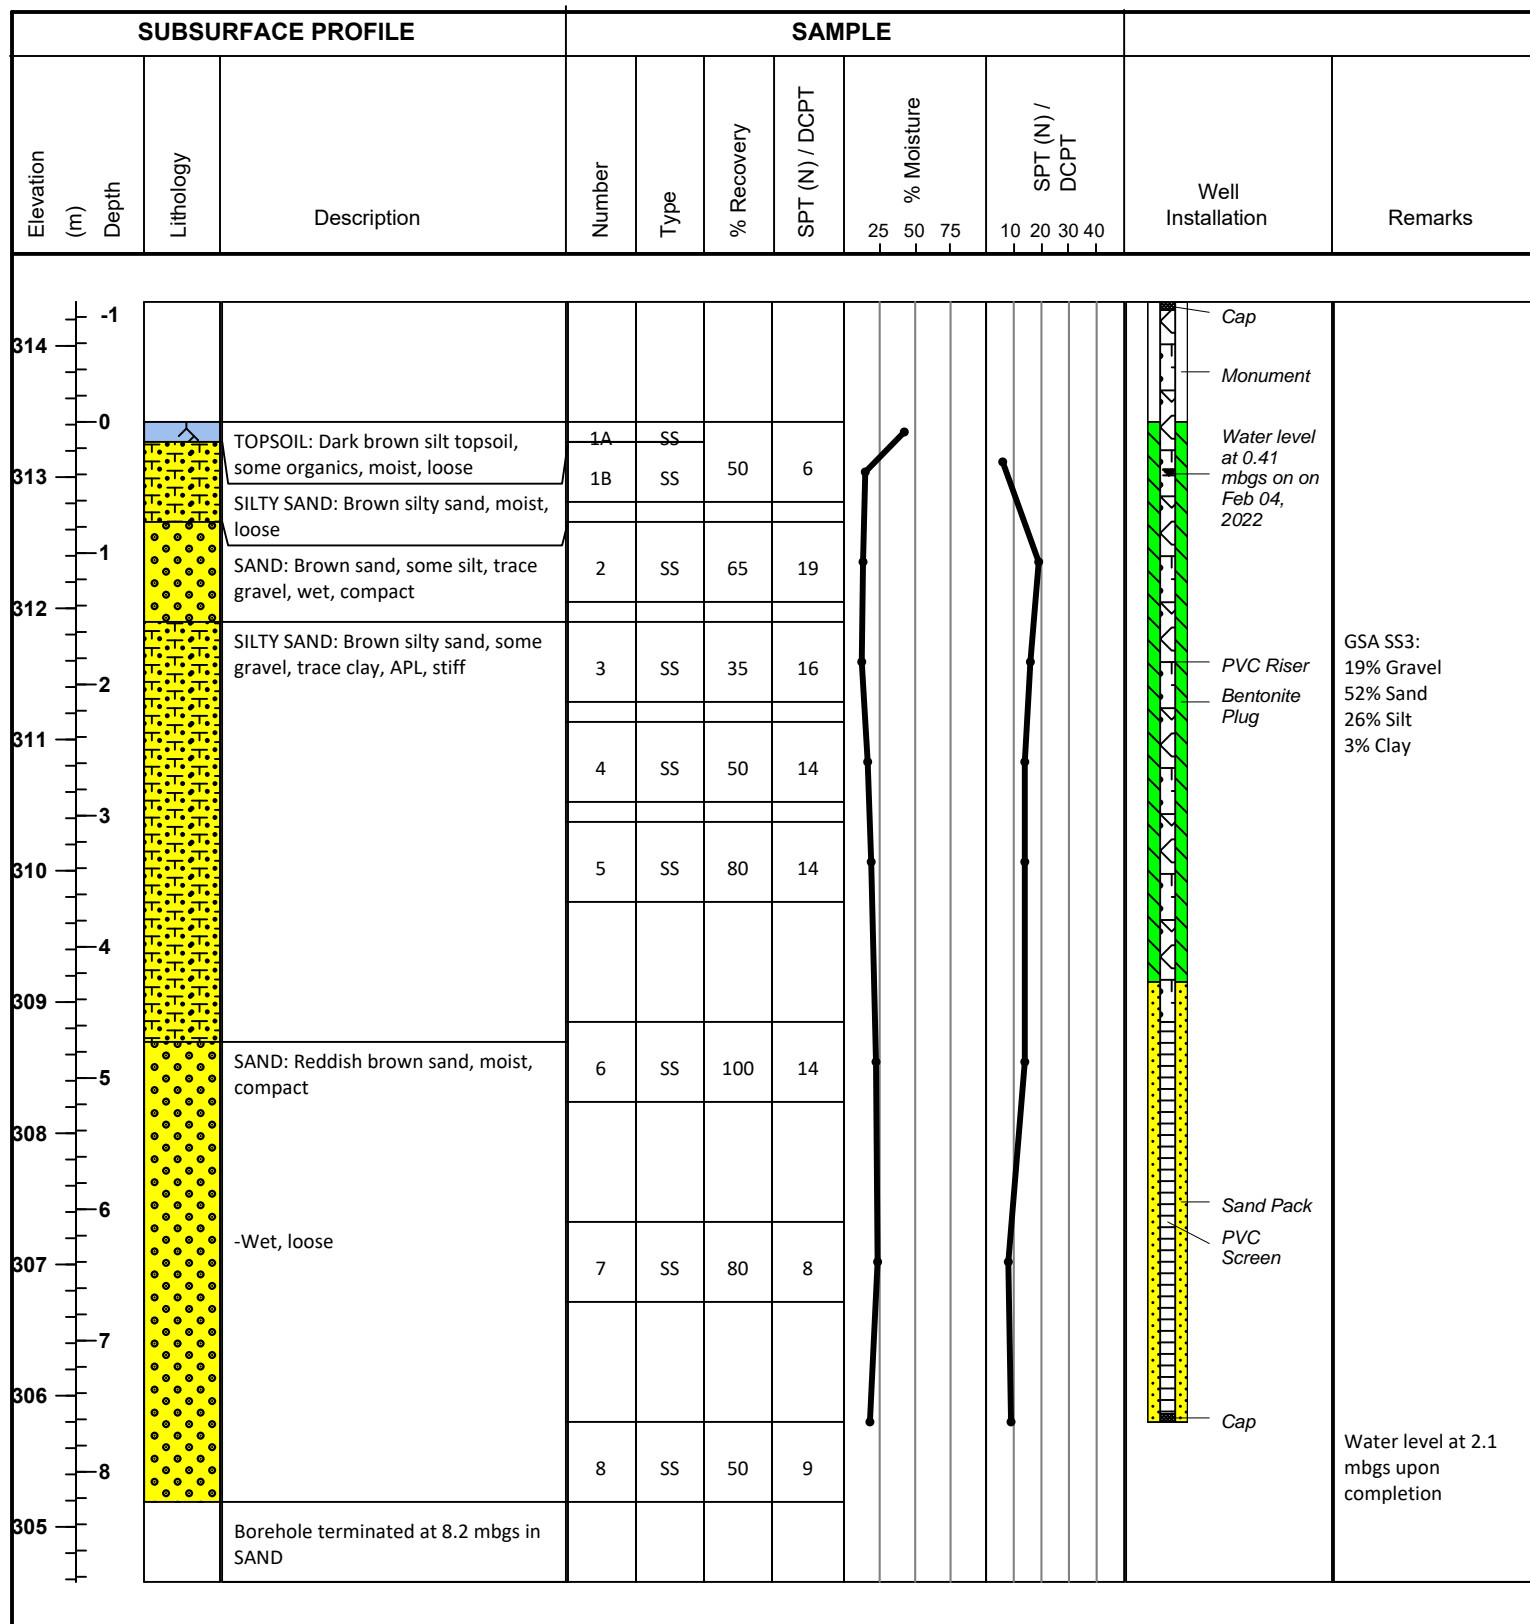 SUBSURFACE PROFILE
SAMPLE
Elevation
(m)
Depth
Lithology
Description
Number
Type
% Recovery
SPT (N) / DCPT
% Moisture
25 50 75
SPT (N) /
DCPT
10 20 30 40
Well
Installation
Remarks
-1
314
0
313
1
312
2
311
3
310
4
309
5
308
6
307
7
306
8
305
TOPSOIL: Dark brown silt topsoil,
some organics, moist, loose
SILTY SAND: Brown silty sand, moist,
loose
SAND: Brown sand, some silt, trace
gravel, wet, compact
SILTY SAND: Brown silty sand, some
gravel, trace clay, APL, stiff
SAND: Reddish brown sand, moist,
compact
-Wet, loose
Borehole terminated at 8.2 mbgs in
SAND
1A SS
1B SS 50 6
2 SS 65 19
3 SS 35 16
4 SS 50 14
5 SS 80 14
6 SS 100 14
7 SS 80 8
8 SS 50 9
Cap
Monument
Water level
at 0.41
mbgs on on
Feb 04,
2022
PVC Riser
Bentonite
Plug
Sand Pack
PVC
Screen
Cap
GSA SS3:
19% Gravel
52% Sand
26% Silt
3% Clay
Water level at 2.1
mbgs upon
completion